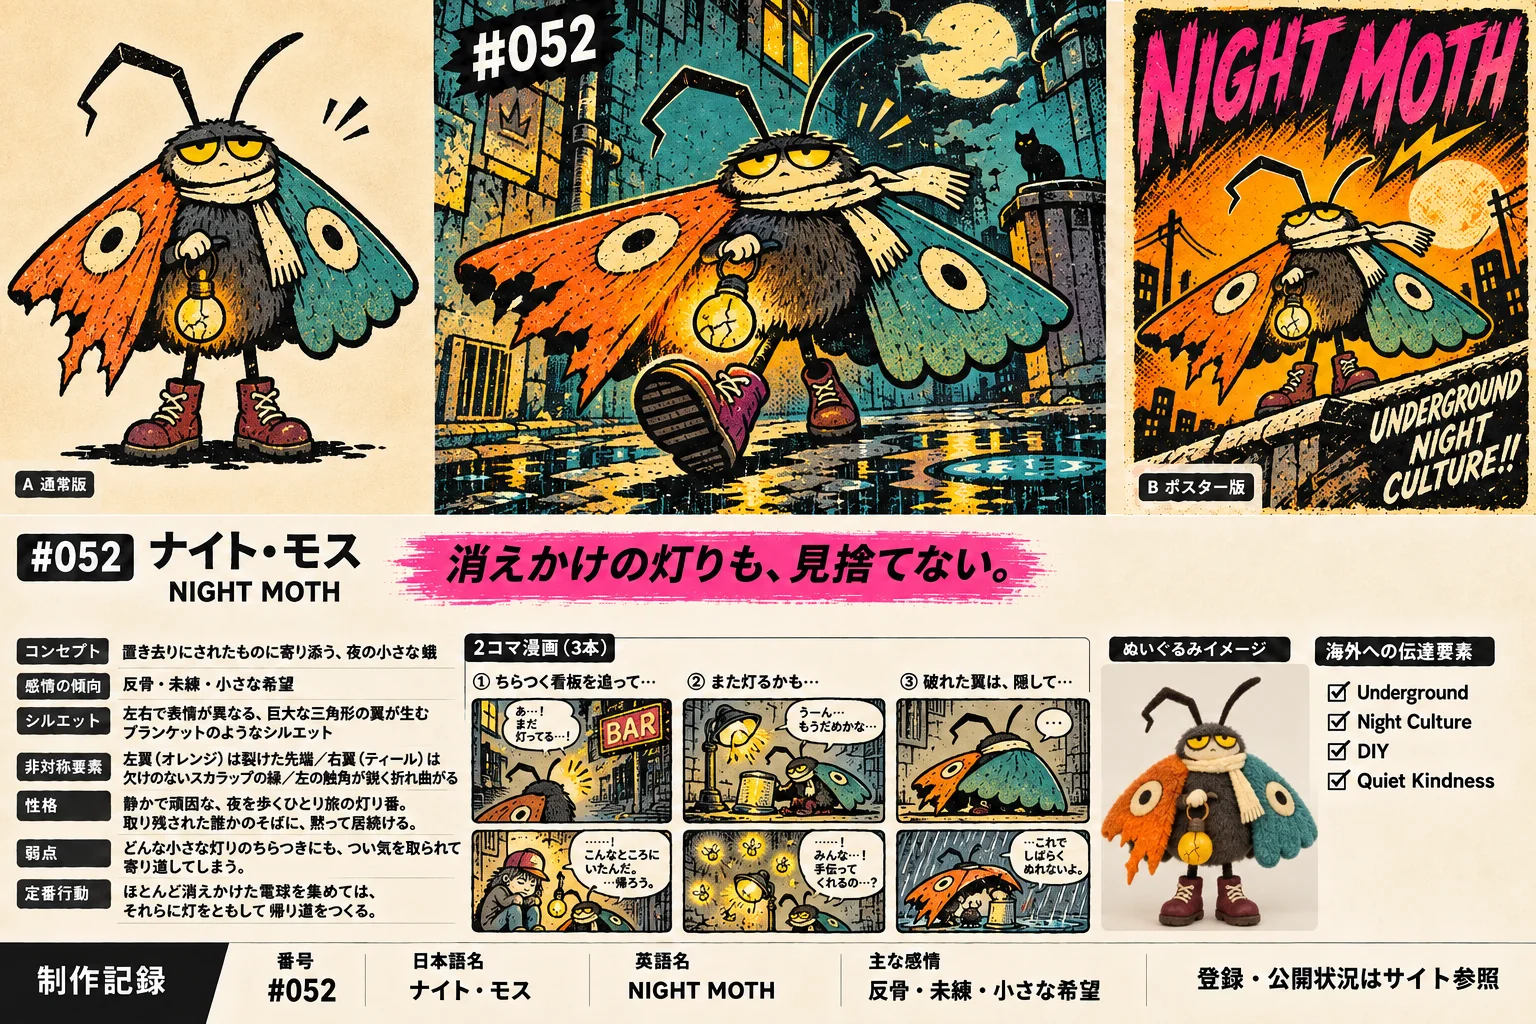 #052
NIGHT MOTH
UNDERGROUND
NIGHT
CULTURE!!
A 通常版
B ポスター版
#052
ナイト・モス
NIGHT MOTH
消えかけの灯りも、見捨てない。
コンセプト
置き去りにされたものに寄り添う、夜の小さな蛾
感情の傾向
反骨・未練・小さな希望
シルエット
左右で表情が異なる、巨大な三角形の翼が生む
ブランケットのようなシルエット
非対称要素
左翼（オレンジ）は裂けた先端／右翼（ティール）は
欠けのないスカラップの縁／左の触角が鋭く折れ曲がる
性格
静かで頑固な、夜を歩くひとり旅の灯り番。
取り残された誰かのそばに、黙って居続ける。
弱点
どんな小さな灯りのちらつきにも、つい気を取られて
寄り道してしまう。
定番行動
ほとんど消えかけた電球を集めては、
それらに灯をともして帰り道をつくる。
2コマ漫画（3本）
① ちらつく看板を追って…
あ…！
まだ
灯ってる…！
BAR
……！
こんなところに
いたんだ。
…帰ろう。
② また灯るかも…
うーん…
もうだめかな…
……！
みんな…！
手伝って
くれるの…？
③ 破れた翼は、隠して…
…
…これで
しばらく
ぬれないよ。
ぬいぐるみイメージ
海外への伝達要素
Underground
Night Culture
DIY
Quiet Kindness
制作記録
番号
#052
日本語名
ナイト・モス
英語名
NIGHT MOTH
主な感情
反骨・未練・小さな希望
登録・公開状況はサイト参照